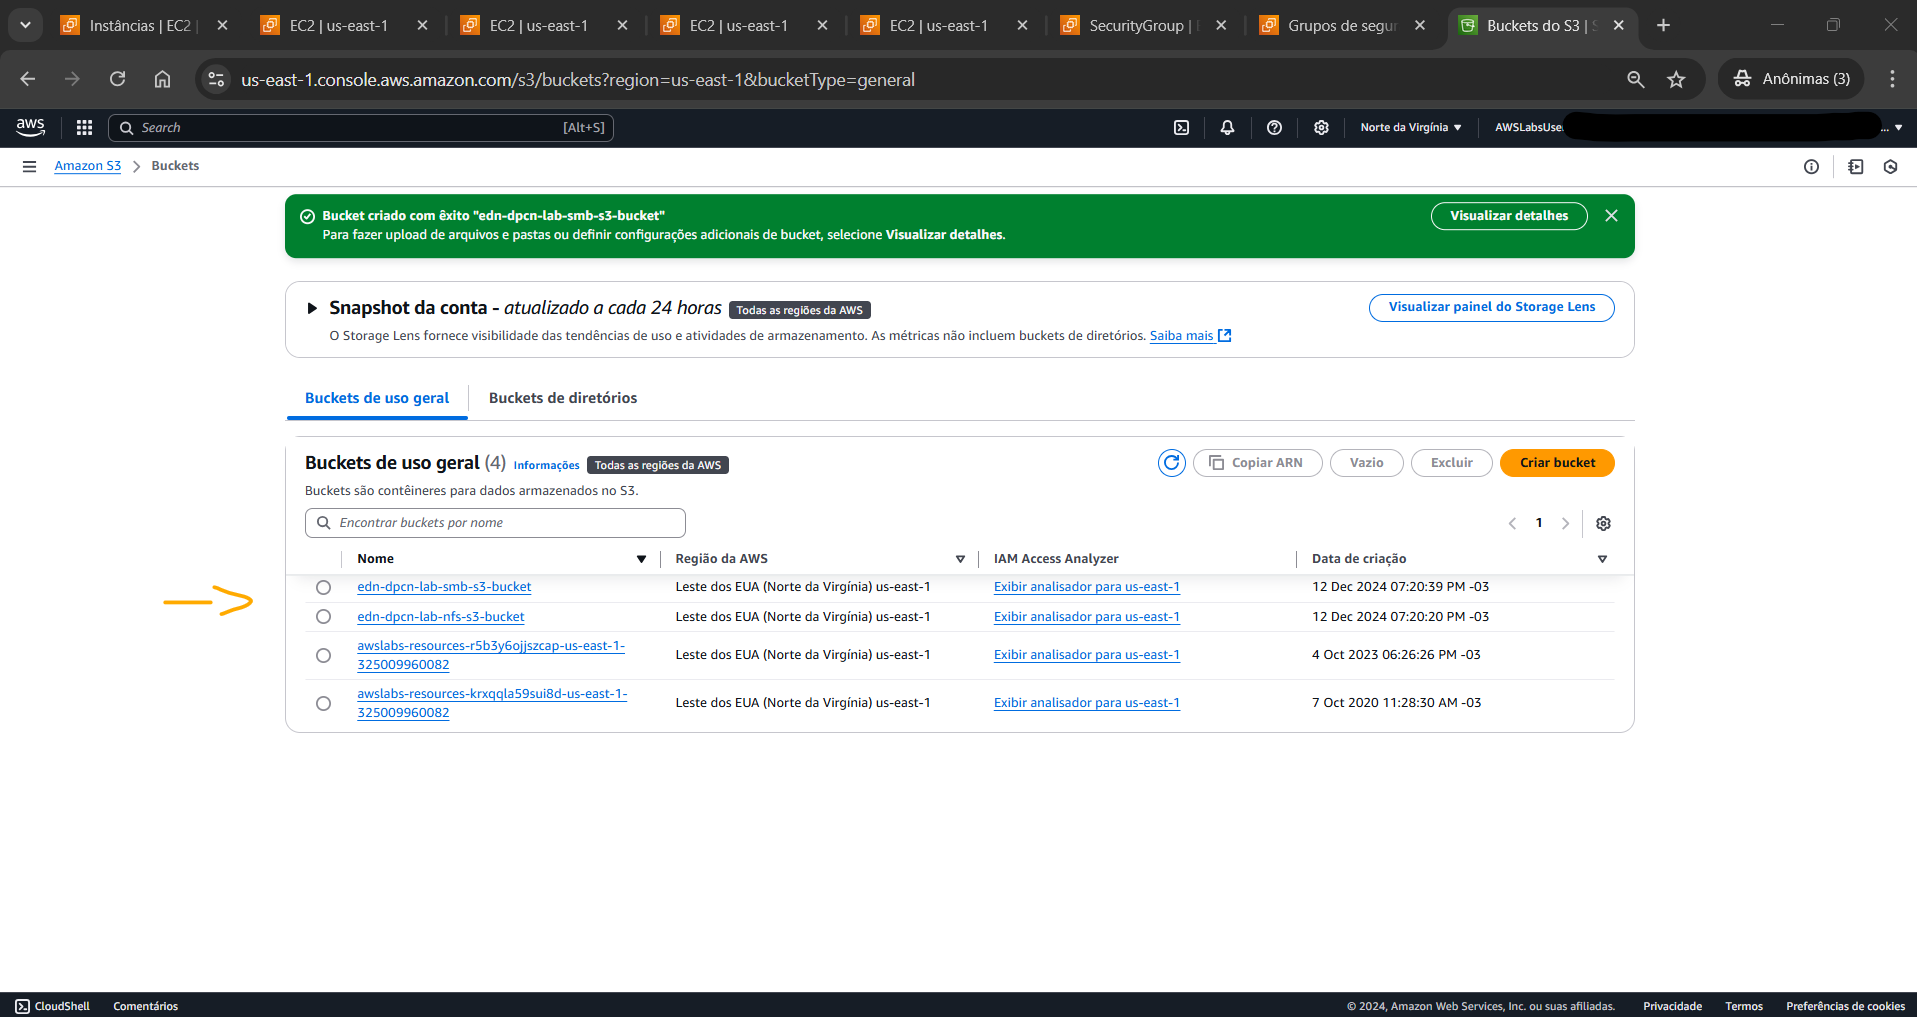 Instâncias | EC2 |
EC2 | us-east-1
EC2 | us-east-1
EC2 | us-east-1
EC2 | us-east-1
SecurityGroup |
Grupos de segur
Buckets do S3 | S
us-east-1.console.aws.amazon.com/s3/buckets?region=us-east-1&bucketType=general
Anônimas (3)
aws
Search
[Alt+S]
Norte da Virgínia
AWSLabsUse
...
Amazon S3
Buckets
Bucket criado com êxito "edn-dpcn-lab-smb-s3-bucket"
Para fazer upload de arquivos e pastas ou definir configurações adicionais de bucket, selecione Visualizar detalhes.
Visualizar detalhes
Snapshot da conta - atualizado a cada 24 horas
Todas as regiões da AWS
Visualizar painel do Storage Lens
O Storage Lens fornece visibilidade das tendências de uso e atividades de armazenamento. As métricas não incluem buckets de diretórios. Saiba mais
Buckets de uso geral
Buckets de diretórios
Buckets de uso geral (4)
Informações
Todas as regiões da AWS
Copiar ARN
Vazio
Excluir
Criar bucket
Buckets são contêineres para dados armazenados no S3.
Encontrar buckets por nome
1
Nome
Região da AWS
IAM Access Analyzer
Data de criação
edn-dpcn-lab-smb-s3-bucket
Leste dos EUA (Norte da Virgínia) us-east-1
Exibir analisador para us-east-1
12 Dec 2024 07:20:39 PM -03
edn-dpcn-lab-nfs-s3-bucket
Leste dos EUA (Norte da Virgínia) us-east-1
Exibir analisador para us-east-1
12 Dec 2024 07:20:20 PM -03
awslabs-resources-r5b3y6ojjszcap-us-east-1-
325009960082
Leste dos EUA (Norte da Virgínia) us-east-1
Exibir analisador para us-east-1
4 Oct 2023 06:26:26 PM -03
awslabs-resources-krxqqla59sui8d-us-east-1-
325009960082
Leste dos EUA (Norte da Virgínia) us-east-1
Exibir analisador para us-east-1
7 Oct 2020 11:28:30 AM -03
CloudShell
Comentários
© 2024, Amazon Web Services, Inc. ou suas afiliadas.
Privacidade
Termos
Preferências de cookies